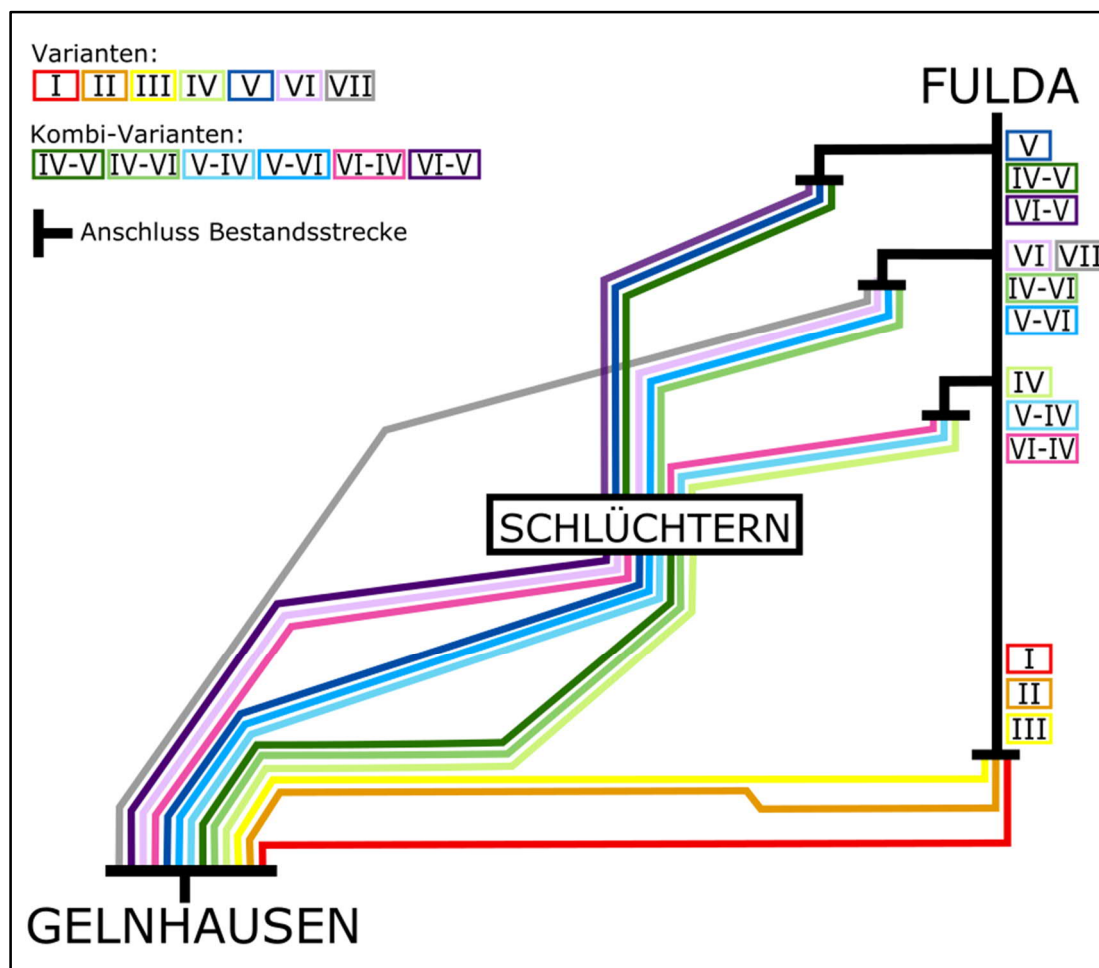 Varianten:
I II III IV V VI VII
Kombi-Varianten:
IV-V IV-VI V-IV V-VI VI-IV VI-V
Anschluss Bestandsstrecke
FULDA
V
IV-V
VI-V
VI VII
IV-VI
V-VI
IV
V-IV
VI-IV
SCHLÜCHTERN
I
II
III
GELNHAUSEN